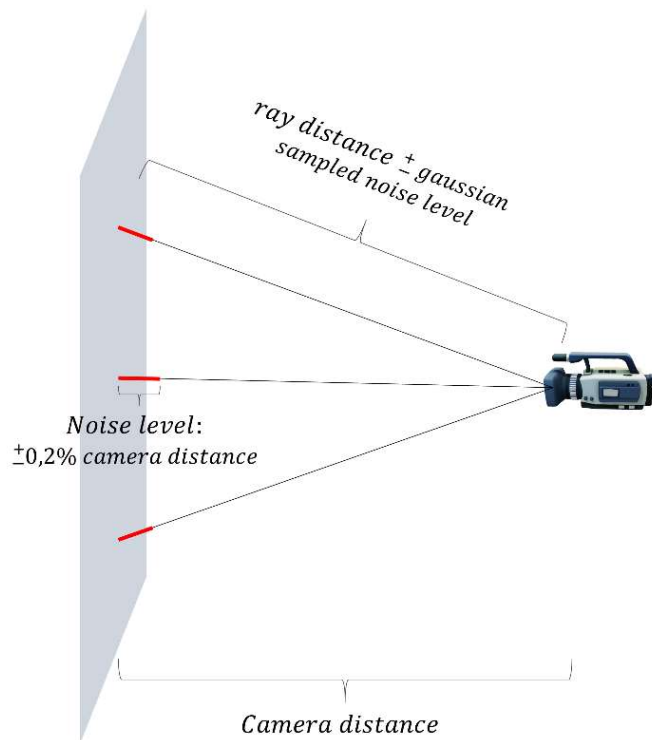 ray distance ± gaussian
sampled noise level
Noise level:
±0,2% camera distance
Camera distance